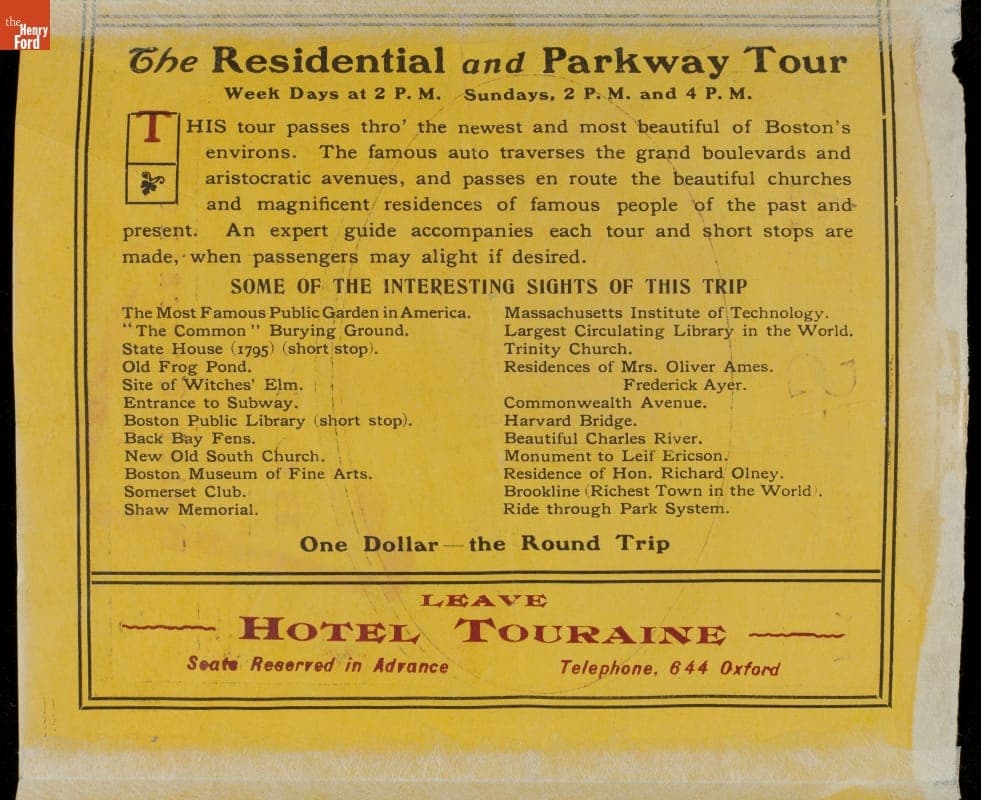 the
Henry
Ford
The Residential and Parkway Tour
Week Days at 2 P. M. Sundays, 2 P. M. and 4 P. M.
THIS tour passes thro' the newest and most beautiful of Boston's
environs. The famous auto traverses the grand boulevards and
aristocratic avenues, and passes en route the beautiful churches
and magnificent residences of famous people of the past and
present. An expert guide accompanies each tour and short stops are
made, when passengers may alight if desired.
SOME OF THE INTERESTING SIGHTS OF THIS TRIP
The Most Famous Public Garden in America.
"The Common" Burying Ground.
State House (1795) (short stop).
Old Frog Pond.
Site of Witches' Elm.
Entrance to Subway.
Boston Public Library (short stop).
Back Bay Fens.
New Old South Church.
Boston Museum of Fine Arts.
Somerset Club.
Shaw Memorial.
Massachusetts Institute of Technology.
Largest Circulating Library in the World.
Trinity Church.
Residences of Mrs. Oliver Ames.
Frederick Ayer.
Commonwealth Avenue.
Harvard Bridge.
Beautiful Charles River.
Monument to Leif Ericson.
Residence of Hon. Richard Olney.
Brookline (Richest Town in the World).
Ride through Park System.
One Dollar—the Round Trip
LEAVE
HOTEL TOURAINE
Seats Reserved in Advance Telephone, 644 Oxford